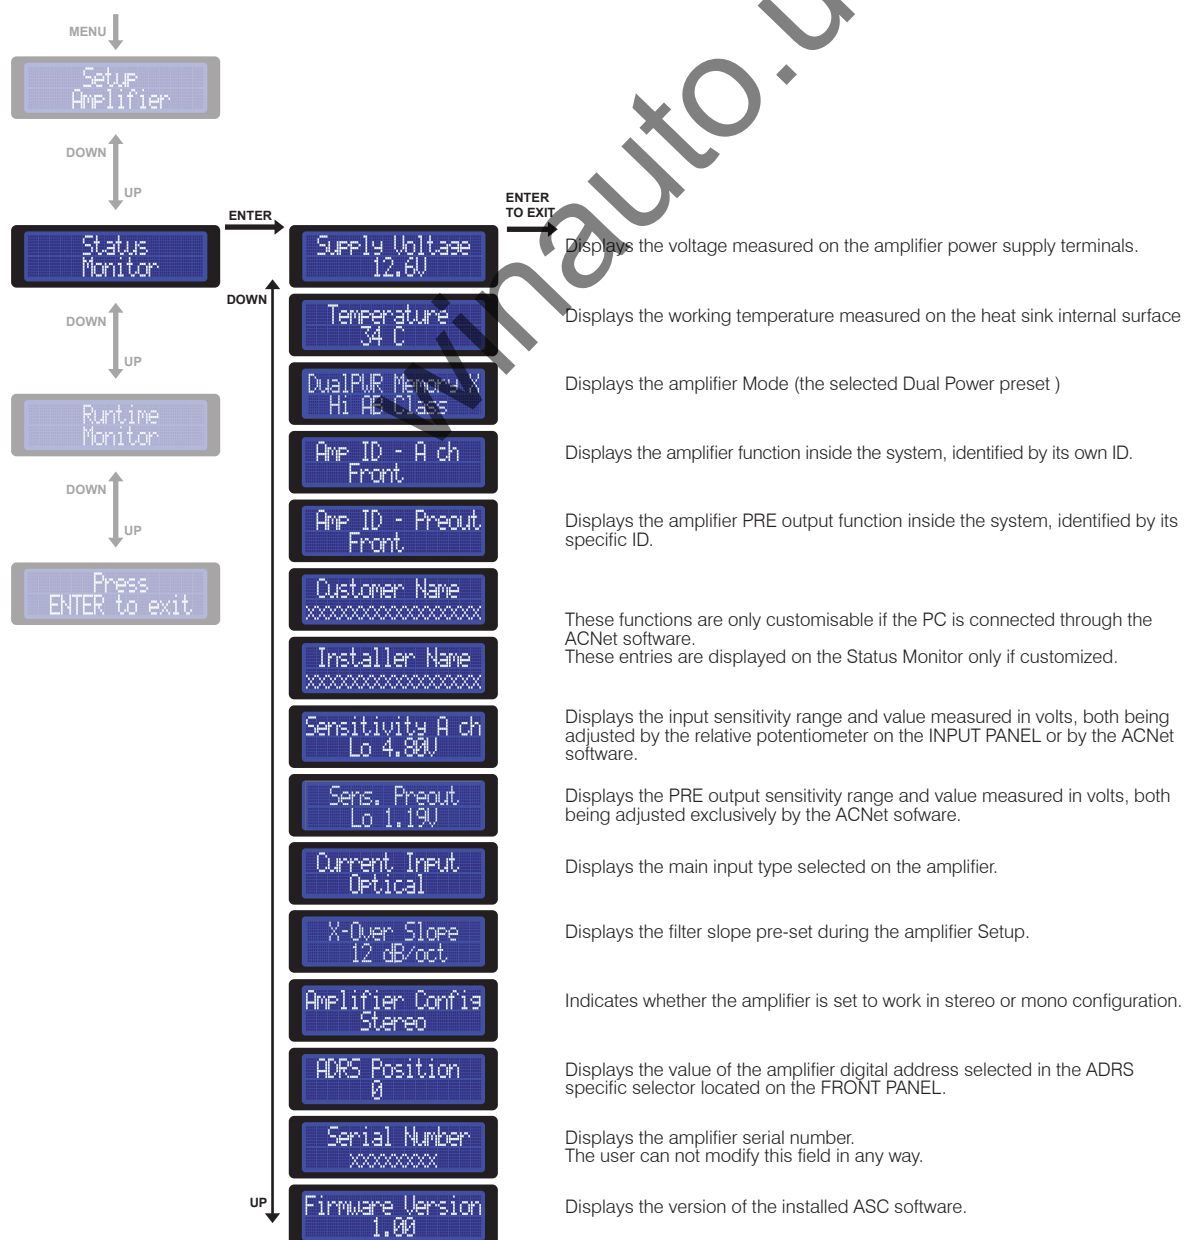 MENU
Setup
Amplifier
DOWN
UP
Status
Monitor
DOWN
UP
Runtime
Monitor
DOWN
UP
Press
ENTER to exit
ENTER
ENTER
TO EXIT
DOWN
UP
Supply Voltage
12.6V
Displays the voltage measured on the amplifier power supply terminals.
Temperature
34 C
Displays the working temperature measured on the heat sink internal surface
DualPWR Memory X
Hi AB Class
Displays the amplifier Mode (the selected Dual Power preset )
Amp ID - A ch
Front
Displays the amplifier function inside the system, identified by its own ID.
Amp ID - Preout
Front
Displays the amplifier PRE output function inside the system, identified by its
specific ID.
Customer Name
XXXXXXXXXXXXXXXX
Installer Name
XXXXXXXXXXXXXXXX
These functions are only customisable if the PC is connected through the
ACNet software.
These entries are displayed on the Status Monitor only if customized.
Sensitivity A ch
Lo 4.80V
Displays the input sensitivity range and value measured in volts, both being
adjusted by the relative potentiometer on the INPUT PANEL or by the ACNet
software.
Sens. Preout
Lo 1.19V
Displays the PRE output sensitivity range and value measured in volts, both
being adjusted exclusively by the ACNet sofware.
Current Input
Optical
Displays the main input type selected on the amplifier.
X-Over Slope
12 dB/oct
Displays the filter slope pre-set during the amplifier Setup.
Amplifier Config
Stereo
Indicates whether the amplifier is set to work in stereo or mono configuration.
ADRS Position
0
Displays the value of the amplifier digital address selected in the ADRS
specific selector located on the FRONT PANEL.
Serial Number
XXXXXXXX
Displays the amplifier serial number.
The user can not modify this field in any way.
Firmware Version
1.00
Displays the version of the installed ASC software.
winauto.u